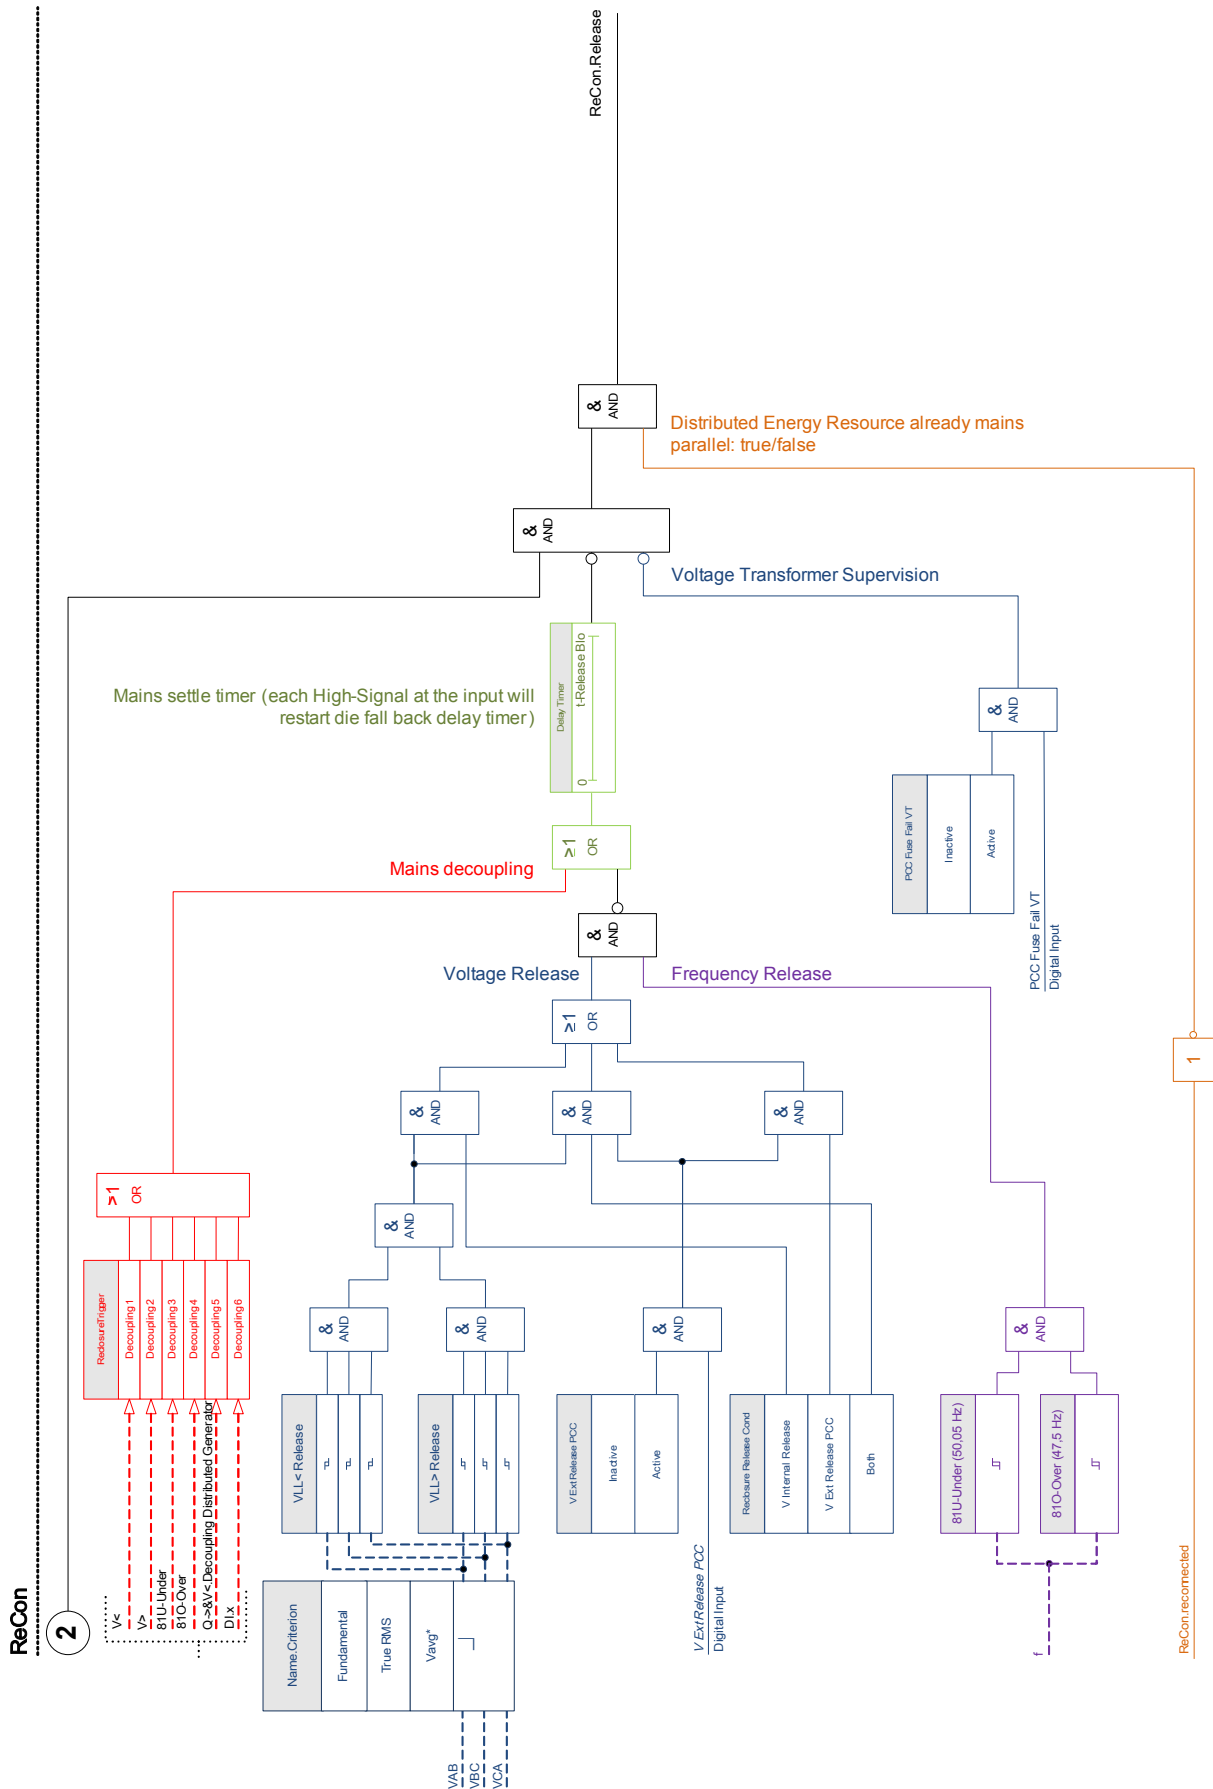 ReCon
2
V<
V>
81U-Under
81O-Over
Q->&V<,Decoupling Distributed Generator
DI.x
ReclosureTrigger
Decoupling1
Decoupling2
Decoupling3
Decoupling4
Decoupling5
Decoupling6
≥1
OR
Mains decoupling
Mains settle timer (each High-Signal at the input will
restart die fall back delay timer)
VAB
VBC
VCA
Name.Criterion
Fundamental
True RMS
Vavg*
VLL< Release
VLL> Release
&
AND
&
AND
&
AND
V Ext Release PCC
Inactive
Active
V Ext Release PCC
Digital Input
&
AND
Reclosure Release Cond
V Internal Release
V Ext Release PCC
Both
&
AND
&
AND
&
AND
≥1
OR
Voltage Release
f
81U-Under (50,05 Hz)
81O-Over (47,5 Hz)
&
AND
Frequency Release
&
AND
≥1
OR
Delay Timer
0
t-Release Blo
PCC Fuse Fail VT
Inactive
Active
PCC Fuse Fail VT
Digital Input
&
AND
Voltage Transformer Supervision
&
AND
ReCon.reconnected
1
Distributed Energy Resource already mains
parallel: true/false
&
AND
ReCon.Release